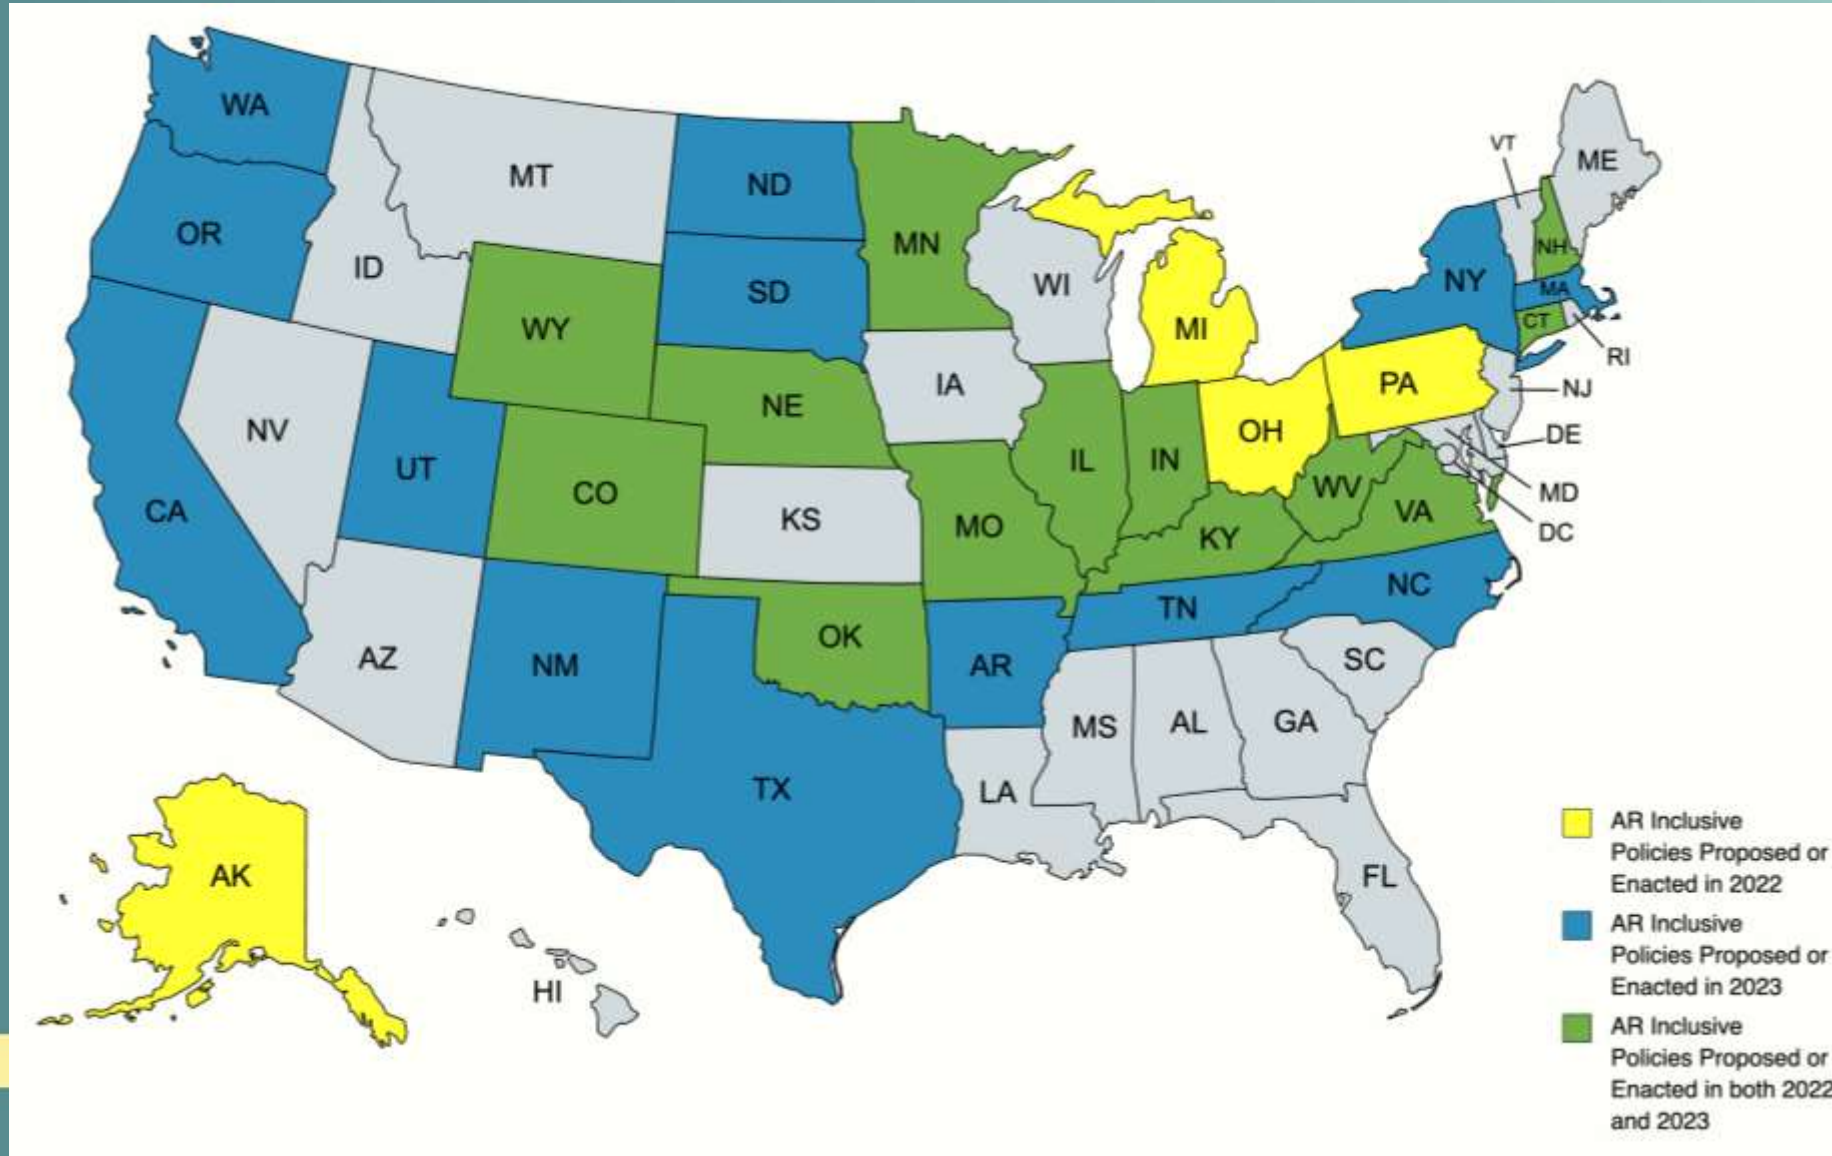 WA
MT
ND
MN
VT
ME
OR
ID
SD
WI
NY
NH
MA
WY
MI
CT
RI
IA
PA
NJ
NV
NE
OH
DE
UT
CO
IL
IN
WV
MD
CA
KS
MO
KY
VA
DC
AZ
NM
OK
AR
TN
NC
SC
TX
LA
MS
AL
GA
AK
HI
FL
AR Inclusive
Policies Proposed or
Enacted in 2022
AR Inclusive
Policies Proposed or
Enacted in 2023
AR Inclusive
Policies Proposed or
Enacted in both 2022
and 2023